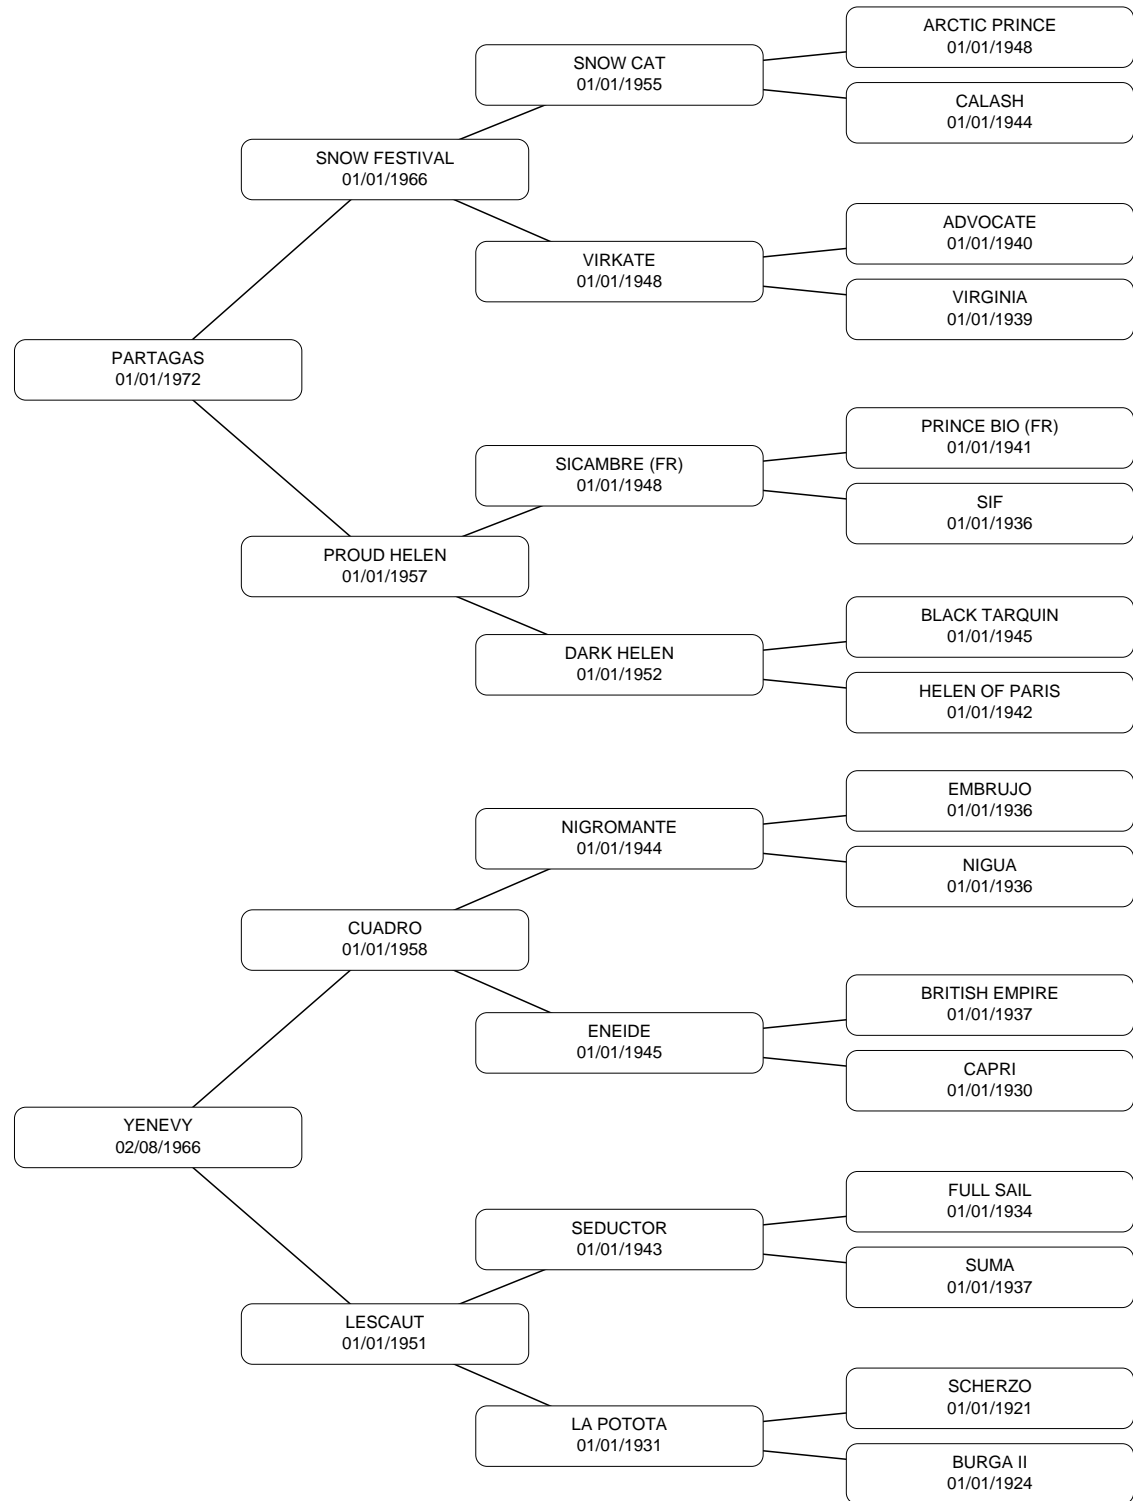 ARCTIC PRINCE
01/01/1948
SNOW CAT
01/01/1955
CALASH
01/01/1944
SNOW FESTIVAL
01/01/1966
ADVOCATE
01/01/1940
VIRKATE
01/01/1948
VIRGINIA
01/01/1939
PARTAGAS
01/01/1972
PRINCE BIO (FR)
01/01/1941
SICAMBRE (FR)
01/01/1948
SIF
01/01/1936
PROUD HELEN
01/01/1957
BLACK TARQUIN
01/01/1945
DARK HELEN
01/01/1952
HELEN OF PARIS
01/01/1942
EMBRUJO
01/01/1936
NIGROMANTE
01/01/1944
NIGUA
01/01/1936
CUADRO
01/01/1958
BRITISH EMPIRE
01/01/1937
ENEIDE
01/01/1945
CAPRI
01/01/1930
YENEVY
02/08/1966
FULL SAIL
01/01/1934
SEDUCTOR
01/01/1943
SUMA
01/01/1937
LESCAUT
01/01/1951
SCHERZO
01/01/1921
LA POTOTA
01/01/1931
BURGA II
01/01/1924